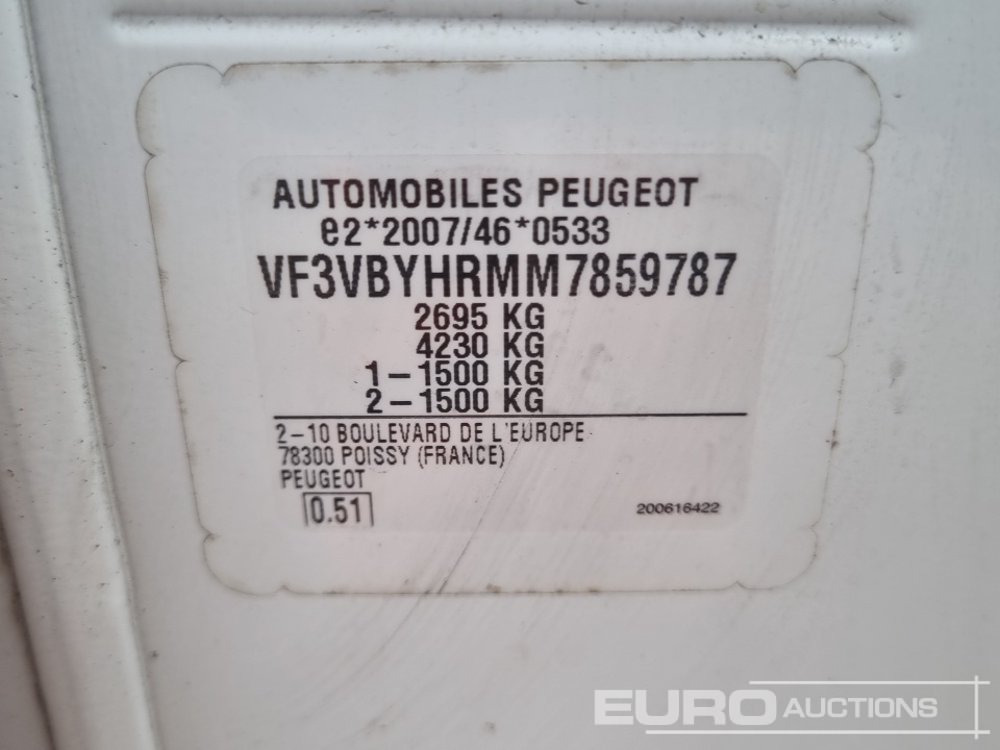 AUTOMOBILES PEUGEOT
e2*2007/46*0533
VF3VBYHRMM7859787
2695 KG
4230 KG
1-1500 KG
2-1500 KG
2-10 BOULEVARD DE L'EUROPE
78300 POISSY (FRANCE)
PEUGEOT
0.51
200616422
EURO AUCTIONS